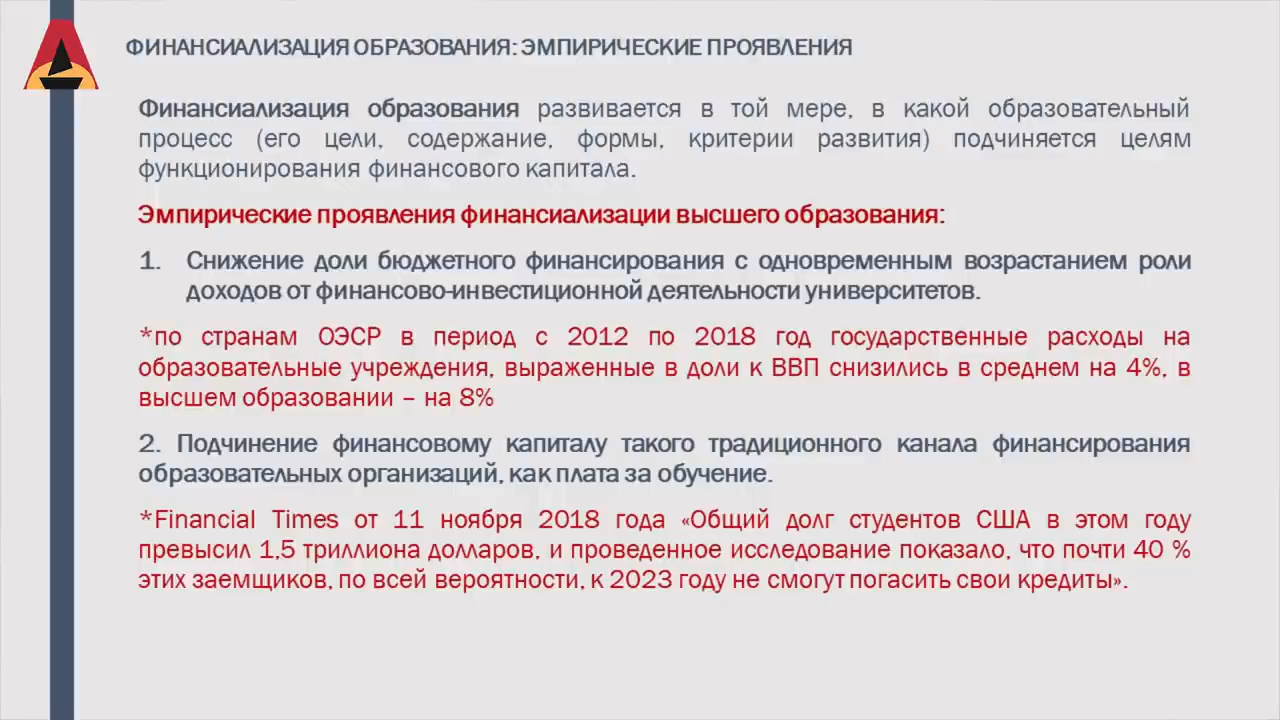 ФИНАНСИАЛИЗАЦИЯ ОБРАЗОВАНИЯ: ЭМПИРИЧЕСКИЕ ПРОЯВЛЕНИЯ
Финансиализация образования развивается в той мере, в какой образовательный
процесс (его цели, содержание, формы, критерии развития) подчиняется целям
функционирования финансового капитала.
Эмпирические проявления финансиализации высшего образования:
1. Снижение доли бюджетного финансирования с одновременным возрастанием роли
доходов от финансово-инвестиционной деятельности университетов.
*по странам ОЭСР в период с 2012 по 2018 год государственные расходы на
образовательные учреждения, выраженные в доли к ВВП снизились в среднем на 4%, в
высшем образовании – на 8%
2. Подчинение финансовому капиталу такого традиционного канала финансирования
образовательных организаций, как плата за обучение.
*Financial Times от 11 ноября 2018 года «Общий долг студентов США в этом году
превысил 1,5 триллиона долларов, и проведенное исследование показало, что почти 40 %
этих заемщиков, по всей вероятности, к 2023 году не смогут погасить свои кредиты».